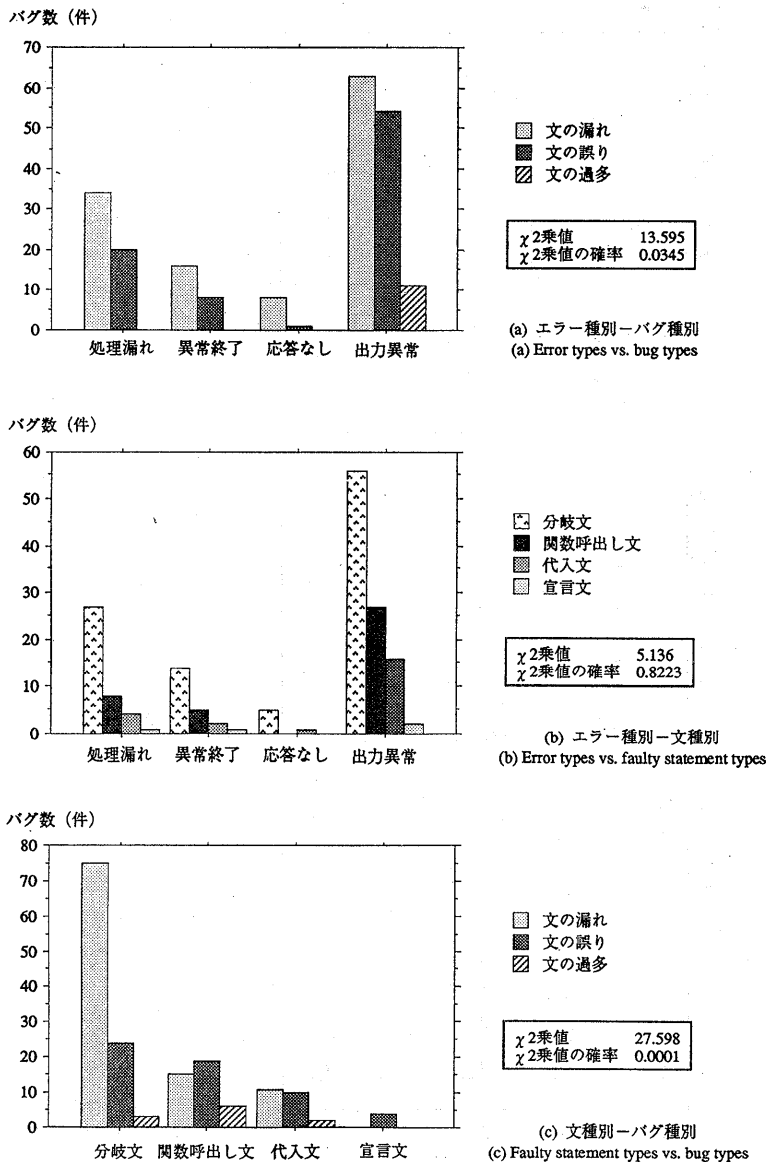 バグ数（件）
70
60
50
40
30
20
10
0
処理漏れ 異常終了 応答なし 出力異常
文の漏れ
文の誤り
文の過多
χ2乗値 13.595
χ2乗値の確率 0.0345
(a) エラー種別－バグ種別
(a) Error types vs. bug types
バグ数（件）
60
50
40
30
20
10
0
処理漏れ 異常終了 応答なし 出力異常
分岐文
関数呼出し文
代入文
宣言文
χ2乗値 5.136
χ2乗値の確率 0.8223
(b) エラー種別－文種別
(b) Error types vs. faulty statement types
バグ数（件）
80
70
60
50
40
30
20
10
0
分岐文 関数呼出し文 代入文 宣言文
文の漏れ
文の誤り
文の過多
χ2乗値 27.598
χ2乗値の確率 0.0001
(c) 文種別－バグ種別
(c) Faulty statement types vs. bug types